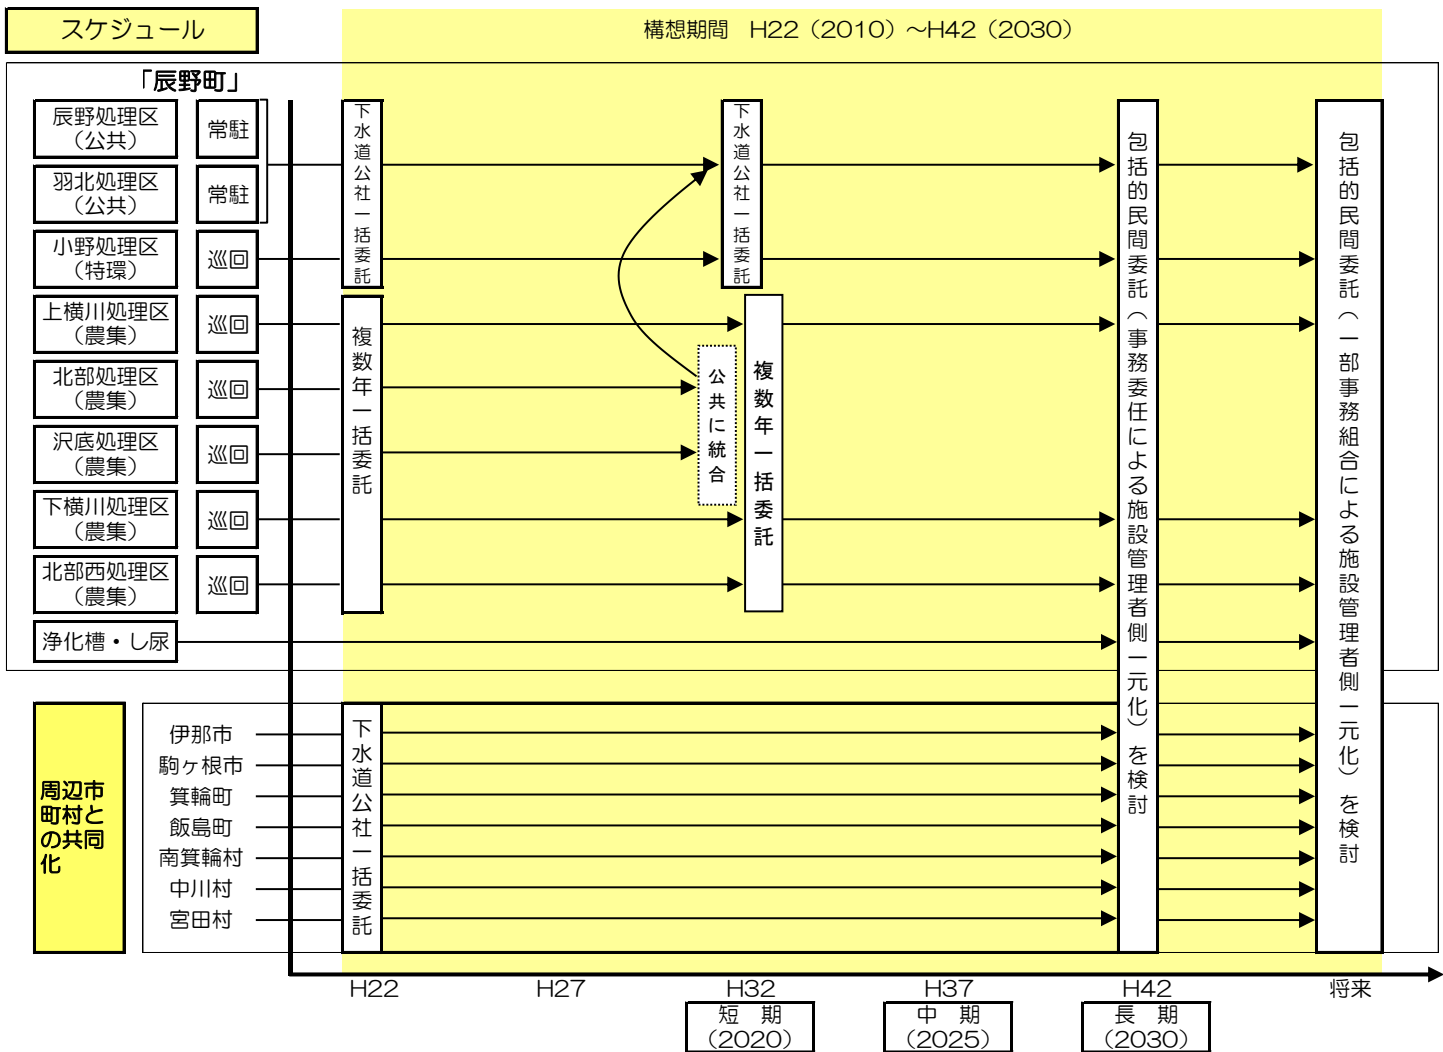 スケジュール
構想期間　H22（2010）～H42（2030）
「辰野町」
辰野処理区
（公共）
常駐
羽北処理区
（公共）
常駐
小野処理区
（特環）
巡回
上横川処理区
（農集）
巡回
北部処理区
（農集）
巡回
沢底処理区
（農集）
巡回
下横川処理区
（農集）
巡回
北部西処理区
（農集）
巡回
浄化槽・し尿
下水道公社一括委託
複数年一括委託
下水道公社一括委託
公共に統合
複数年一括委託
包括的民間委託（事務委任による施設管理者側一元化）を検討
包括的民間委託（一部事務組合による施設管理者側一元化）を検討
周辺市
町村と
の共同
化
伊那市
駒ヶ根市
箕輪町
飯島町
南箕輪村
中川村
宮田村
下水道公社一括委託
H22
H27
H32
H37
H42
将来
短　期
（2020）
中　期
（2025）
長　期
（2030）